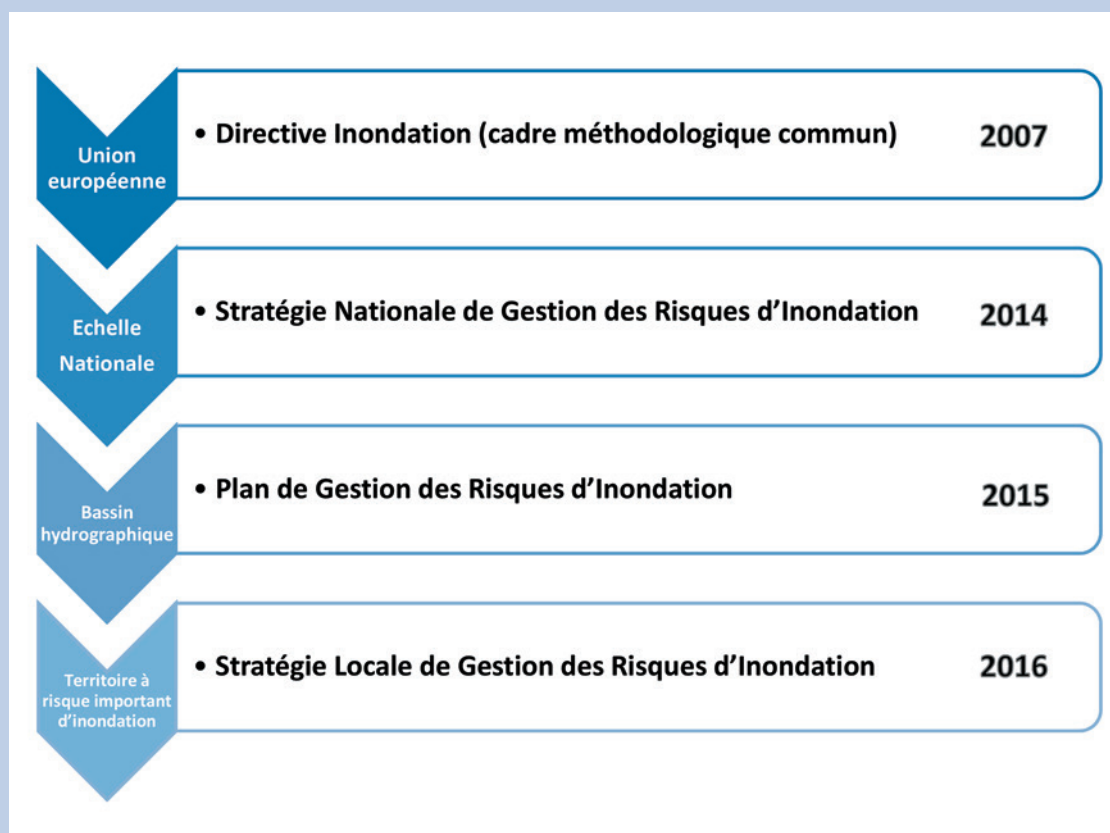 Union
européenne
• Directive Inondation (cadre méthodologique commun) 2007
Echelle
Nationale
• Stratégie Nationale de Gestion des Risques d’Inondation 2014
Bassin
hydrographique
• Plan de Gestion des Risques d’Inondation 2015
Territoire à
risque important
d’inondation
• Stratégie Locale de Gestion des Risques d’Inondation 2016